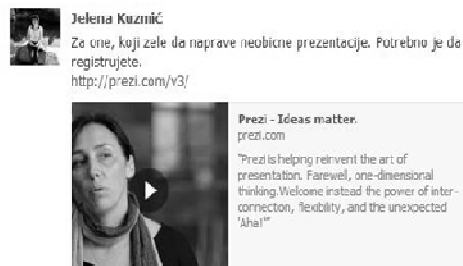 Jelena Kuzmić
Za one, koji zele da naprave neobicne prezentacije. Potrebno je da
registrujete.
http://prezi.com/v3/
Prezi - Ideas matter.
prezi.com
"Prezi is helping reinvent the art of
presentation. Farewell, one-dimensional
thinking. Welcome instead the power of inter-
connection, flexibility, and the unexpected
'Aha!'"